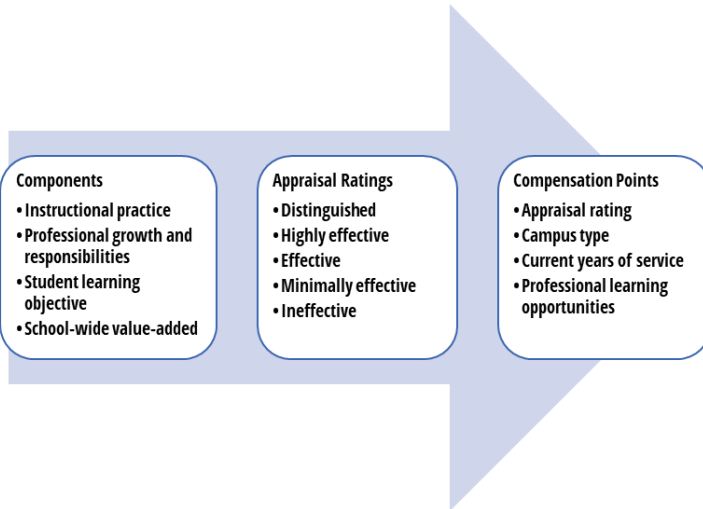 Components
• Instructional practice
• Professional growth and
responsibilities
• Student learning
objective
• School-wide value-added
Appraisal Ratings
• Distinguished
• Highly effective
• Effective
• Minimally effective
• Ineffective
Compensation Points
• Appraisal rating
• Campus type
• Current years of service
• Professional learning
opportunities